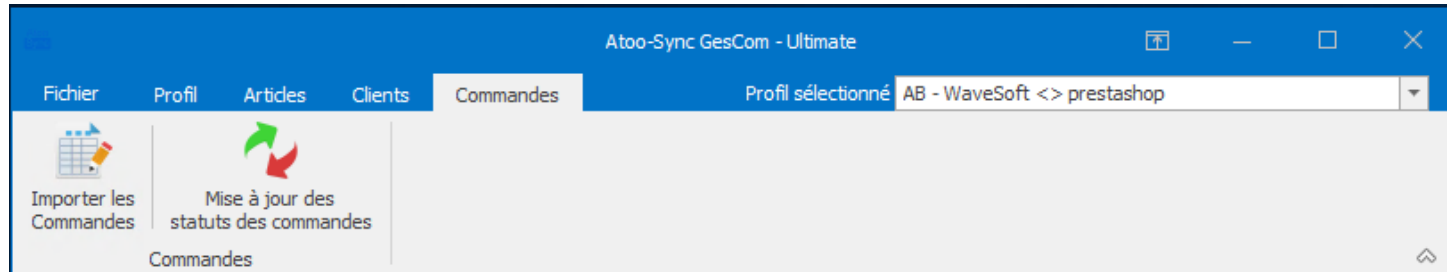 Atoo-Sync GesCom - Ultimate
Fichier Profil Articles Clients Commandes Profil sélectionné AB - WaveSoft <> prestashop
Importer les Commandes
Mise à jour des statuts des commandes
Commandes